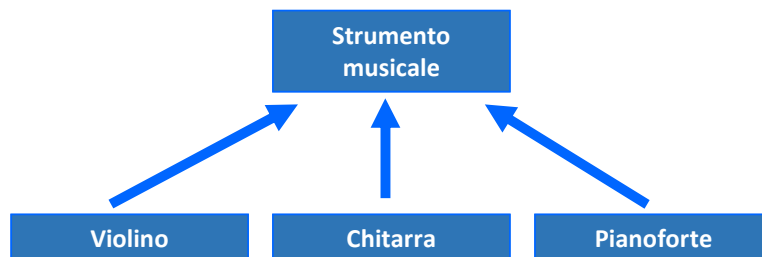 Strumento
musicale
Violino
Chitarra
Pianoforte